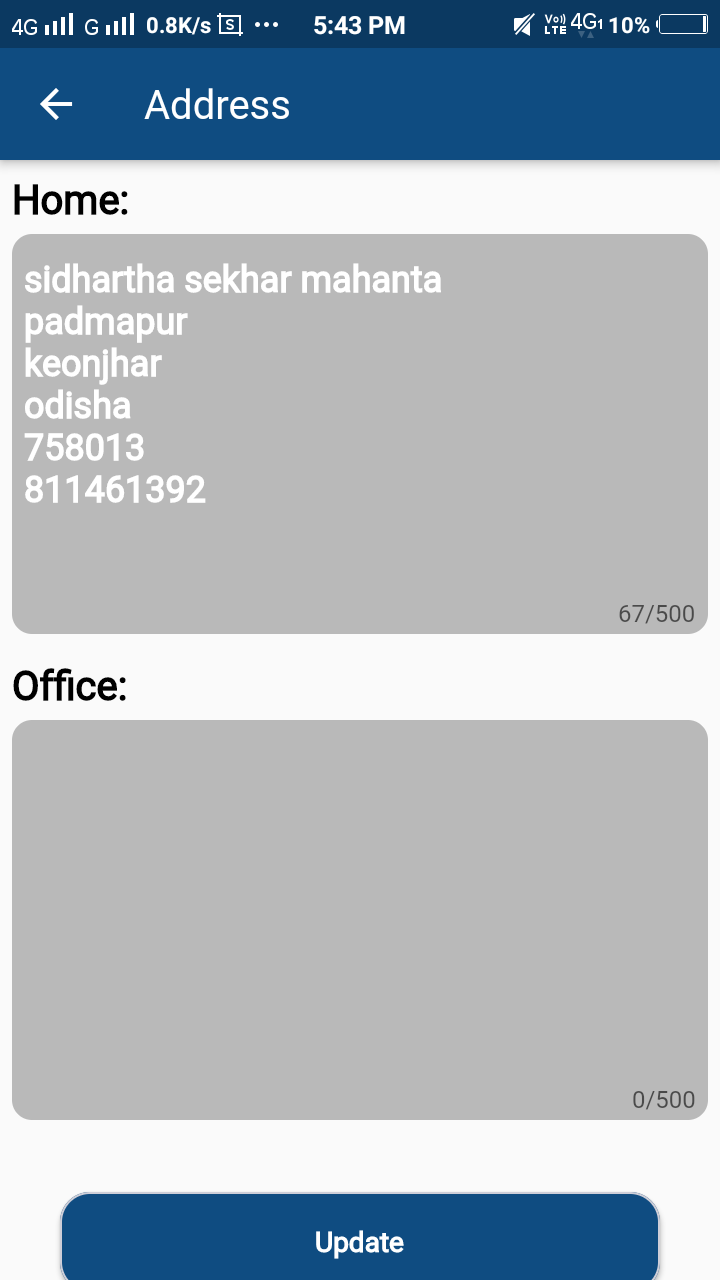 4G G 0.8K/s S ... 5:43 PM Vo)) LTE 4G1 10%
Address
Home:
sidhartha sekhar mahanta
padmapur
keonjhar
odisha
758013
811461392
67/500
Office:
0/500
Update